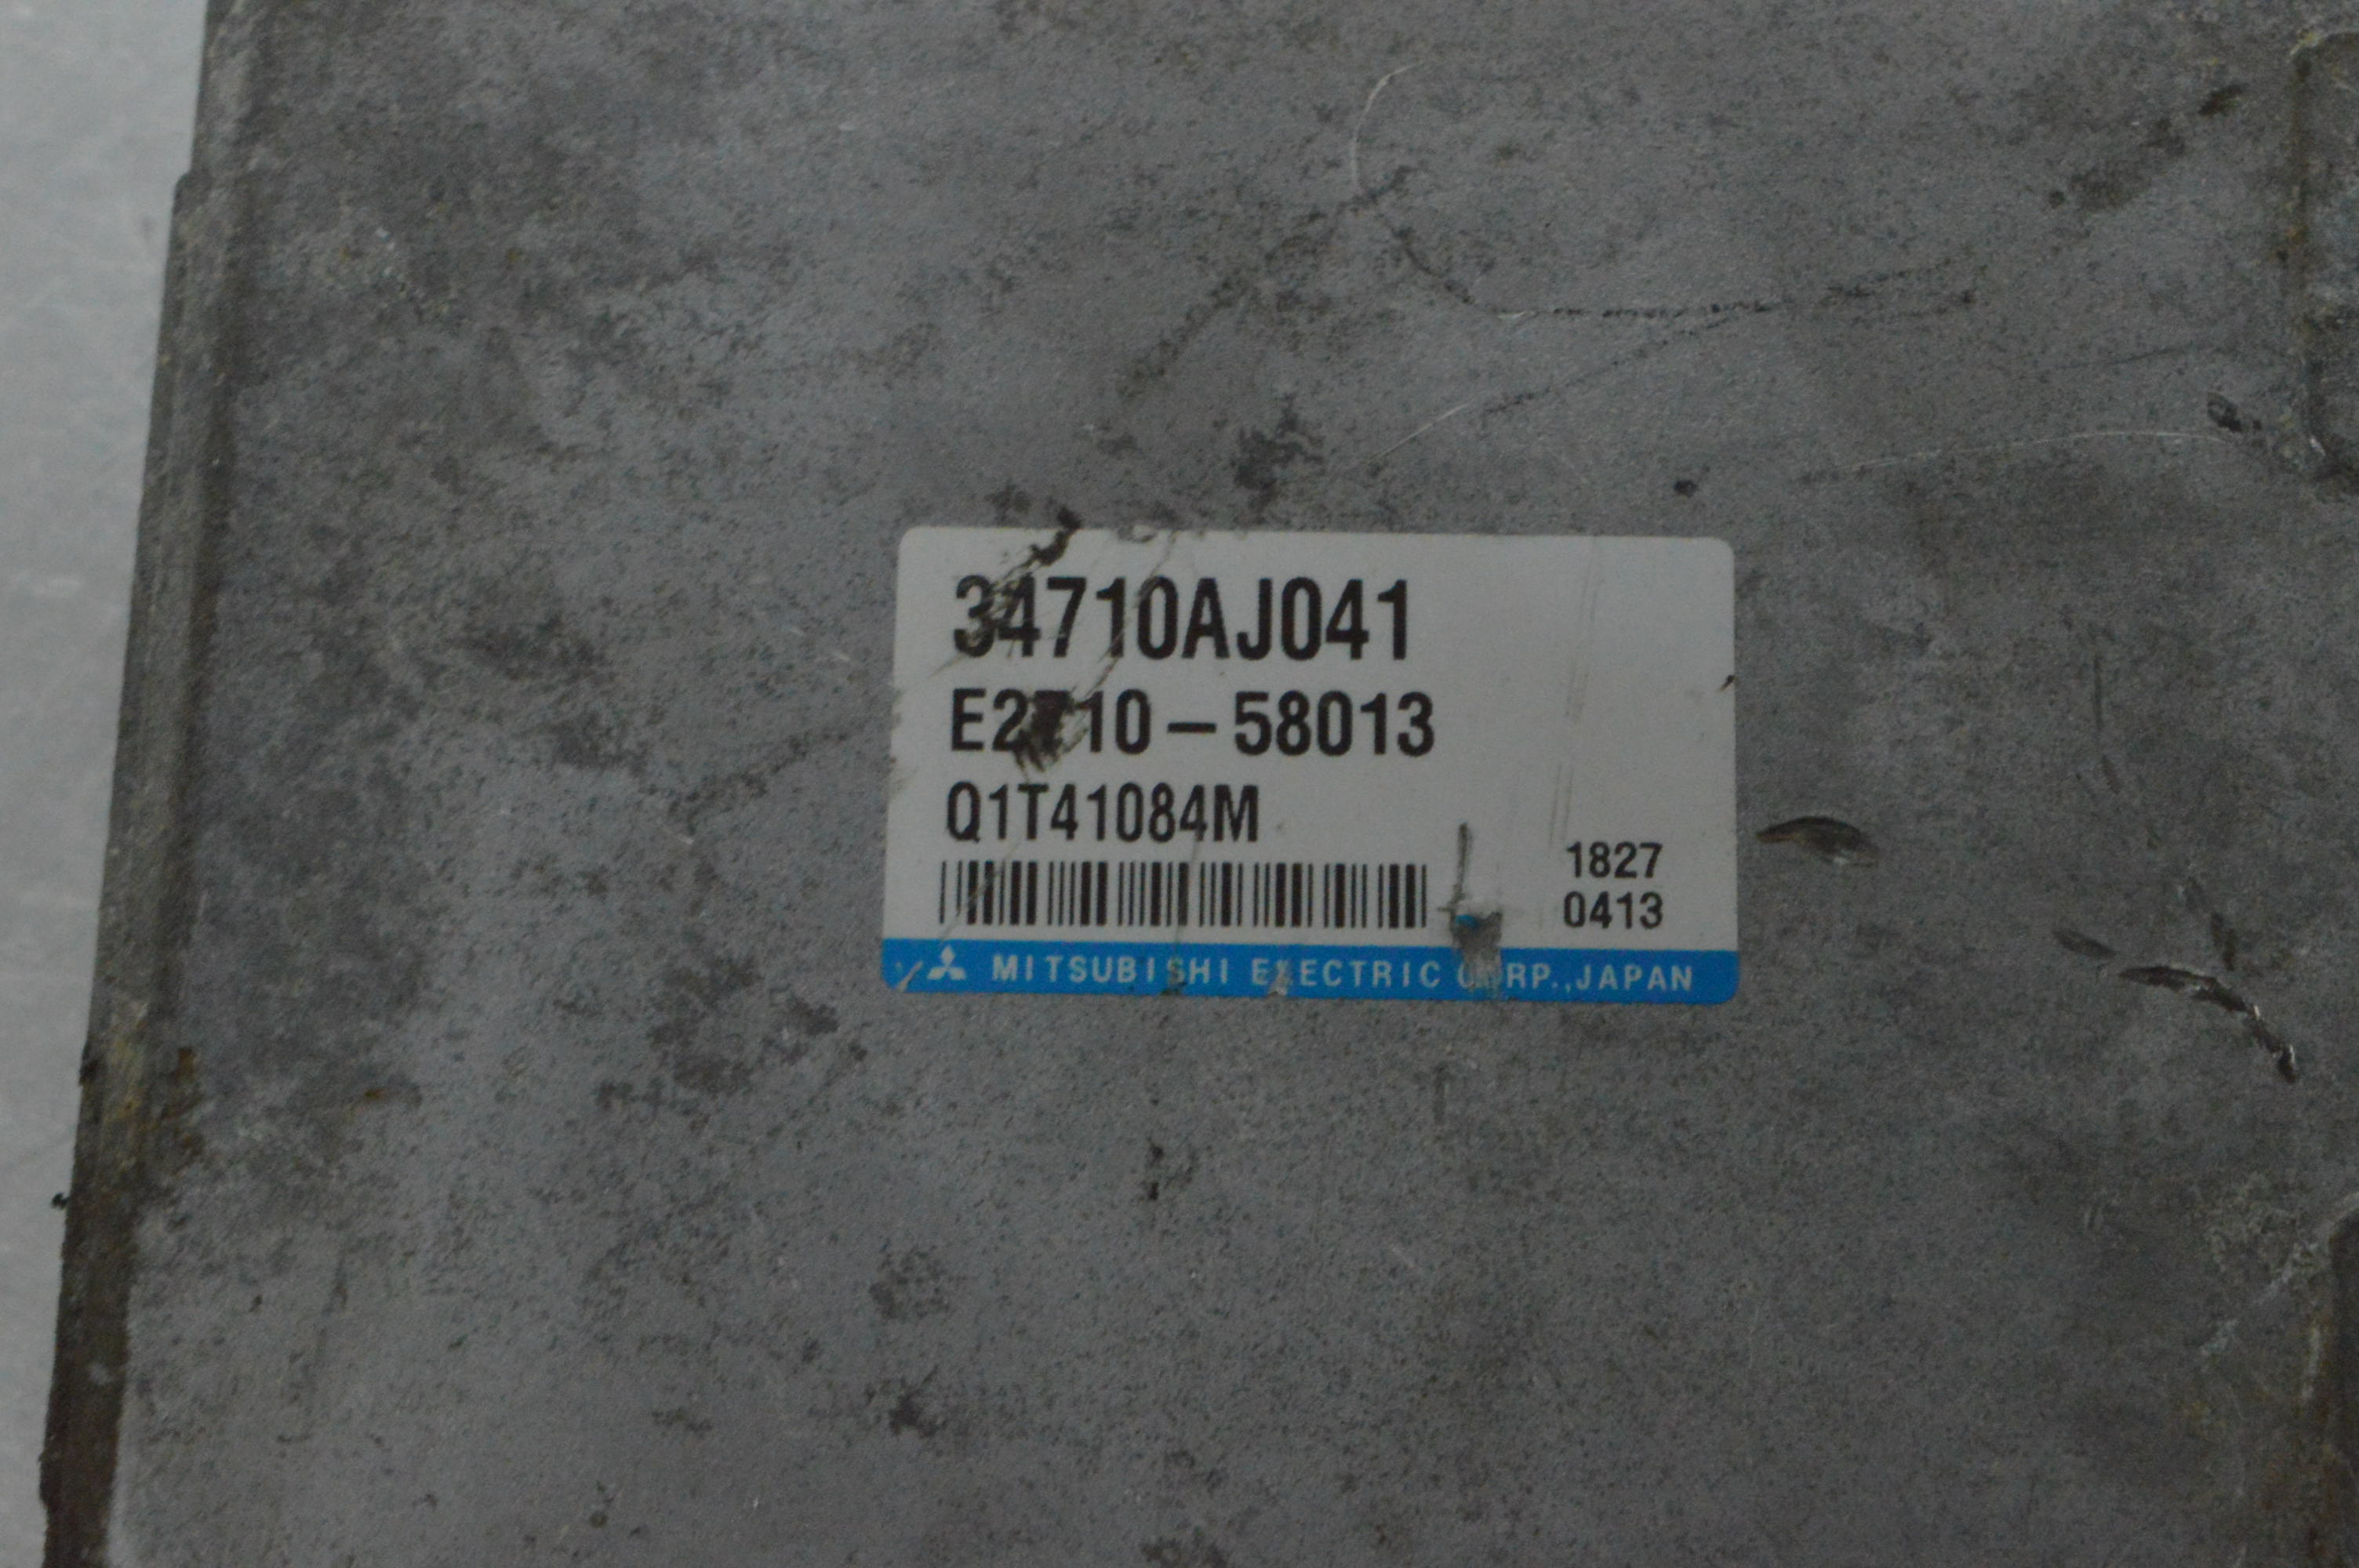 34710AJ041
E2710-58013
Q1T41084M
1827
0413
MITSUBISHI ELECTRIC CORP.,JAPAN